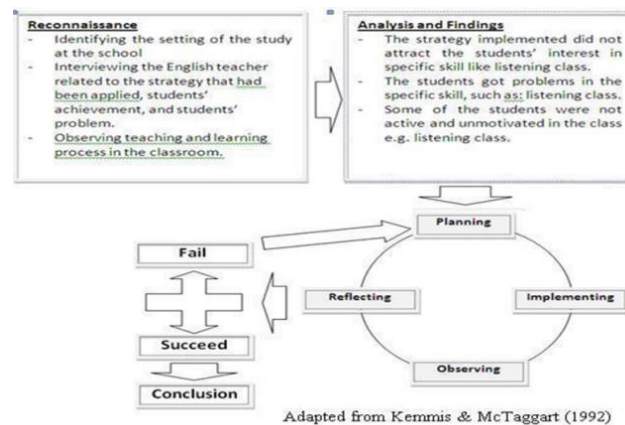 Reconnaissance
- Identifying the setting of the study
at the school
- Interviewing the English teacher
related to the strategy that had
been applied, students'
achievement, and students'
problem.
- Observing teaching and learning
process in the classroom.
Analysis and Findings
- The strategy implemented did not
attract the students' interest in
specific skill like listening class.
- The students got problems in the
specific skill, such as: listening class.
- Some of the students were not
active and unmotivated in the class
e.g. listening class.
Planning
Fail
Reflecting
Implementing
Succeed
Observing
Conclusion
Adapted from Kemmis & McTaggart (1992)